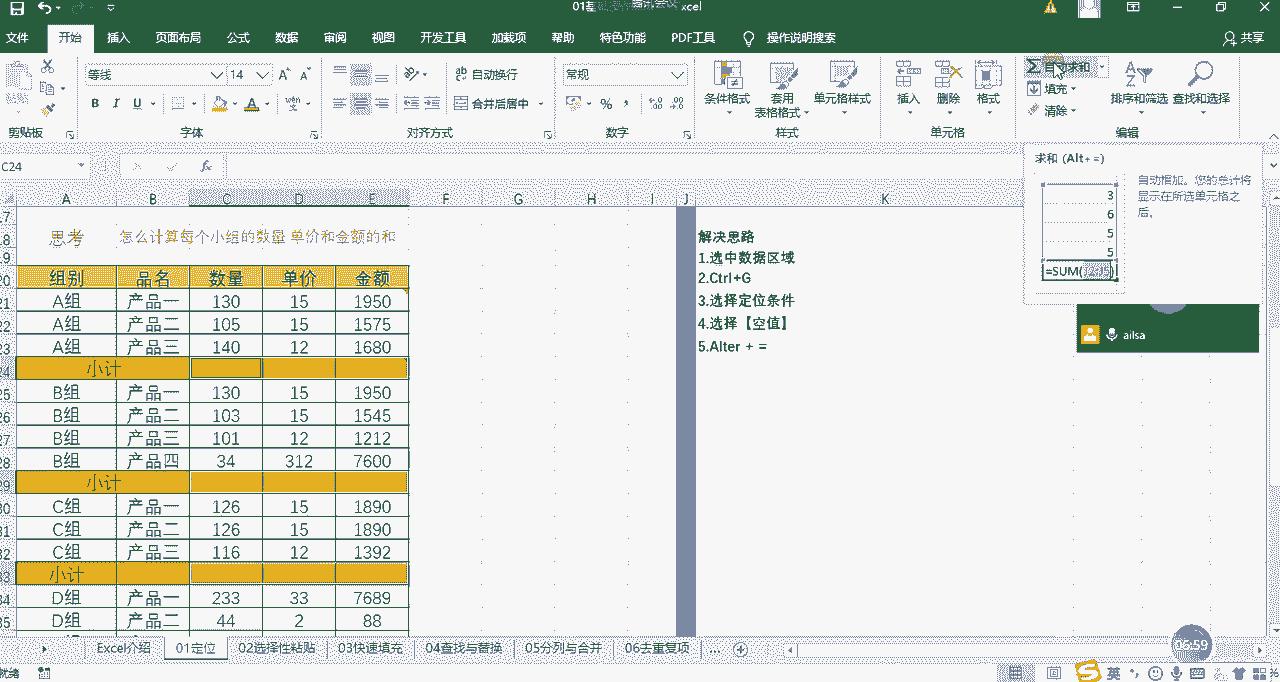 文件 开始 插入 页面布局 公式 数据 审阅 视图 开发工具 加载项 帮助 特色功能 PDF工具 操作说明搜索 共享
等线 14
B I U A
自动换行
合并后居中
常规
%
条件格式 套用 表格格式 单元格样式
插入 删除 格式
自动求和
填充
清除
排序和筛选 查找和选择
剪贴板 字体 对齐方式 数字 样式 单元格 编辑
C24 fx
求和 (Alt+ =)
自动相加。您的总计将
显示在所选单元格之
后。
3
6
5
5
=SUM(
A B C D E F G H I J K
思考 怎么计算每个小组的数量 单价和金额的和
组别 品名 数量 单价 金额
A组 产品一 130 15 1950
A组 产品二 105 15 1575
A组 产品三 140 12 1680
小计
B组 产品一 130 15 1950
B组 产品二 103 15 1545
B组 产品三 101 12 1212
B组 产品四 34 312 7600
小计
C组 产品一 126 15 1890
C组 产品二 126 15 1890
C组 产品三 116 12 1392
小计
D组 产品一 233 33 7689
D组 产品二 44 2 88
解决思路
1.选中数据区域
2.Ctrl+G
3.选择定位条件
4.选择【空值】
5.Alter + =
ailsa
Excel介绍 01定位 02选择性粘贴 03快速填充 04查找与替换 05分列与合并 06去重复项 ...
05:59
就绪
英